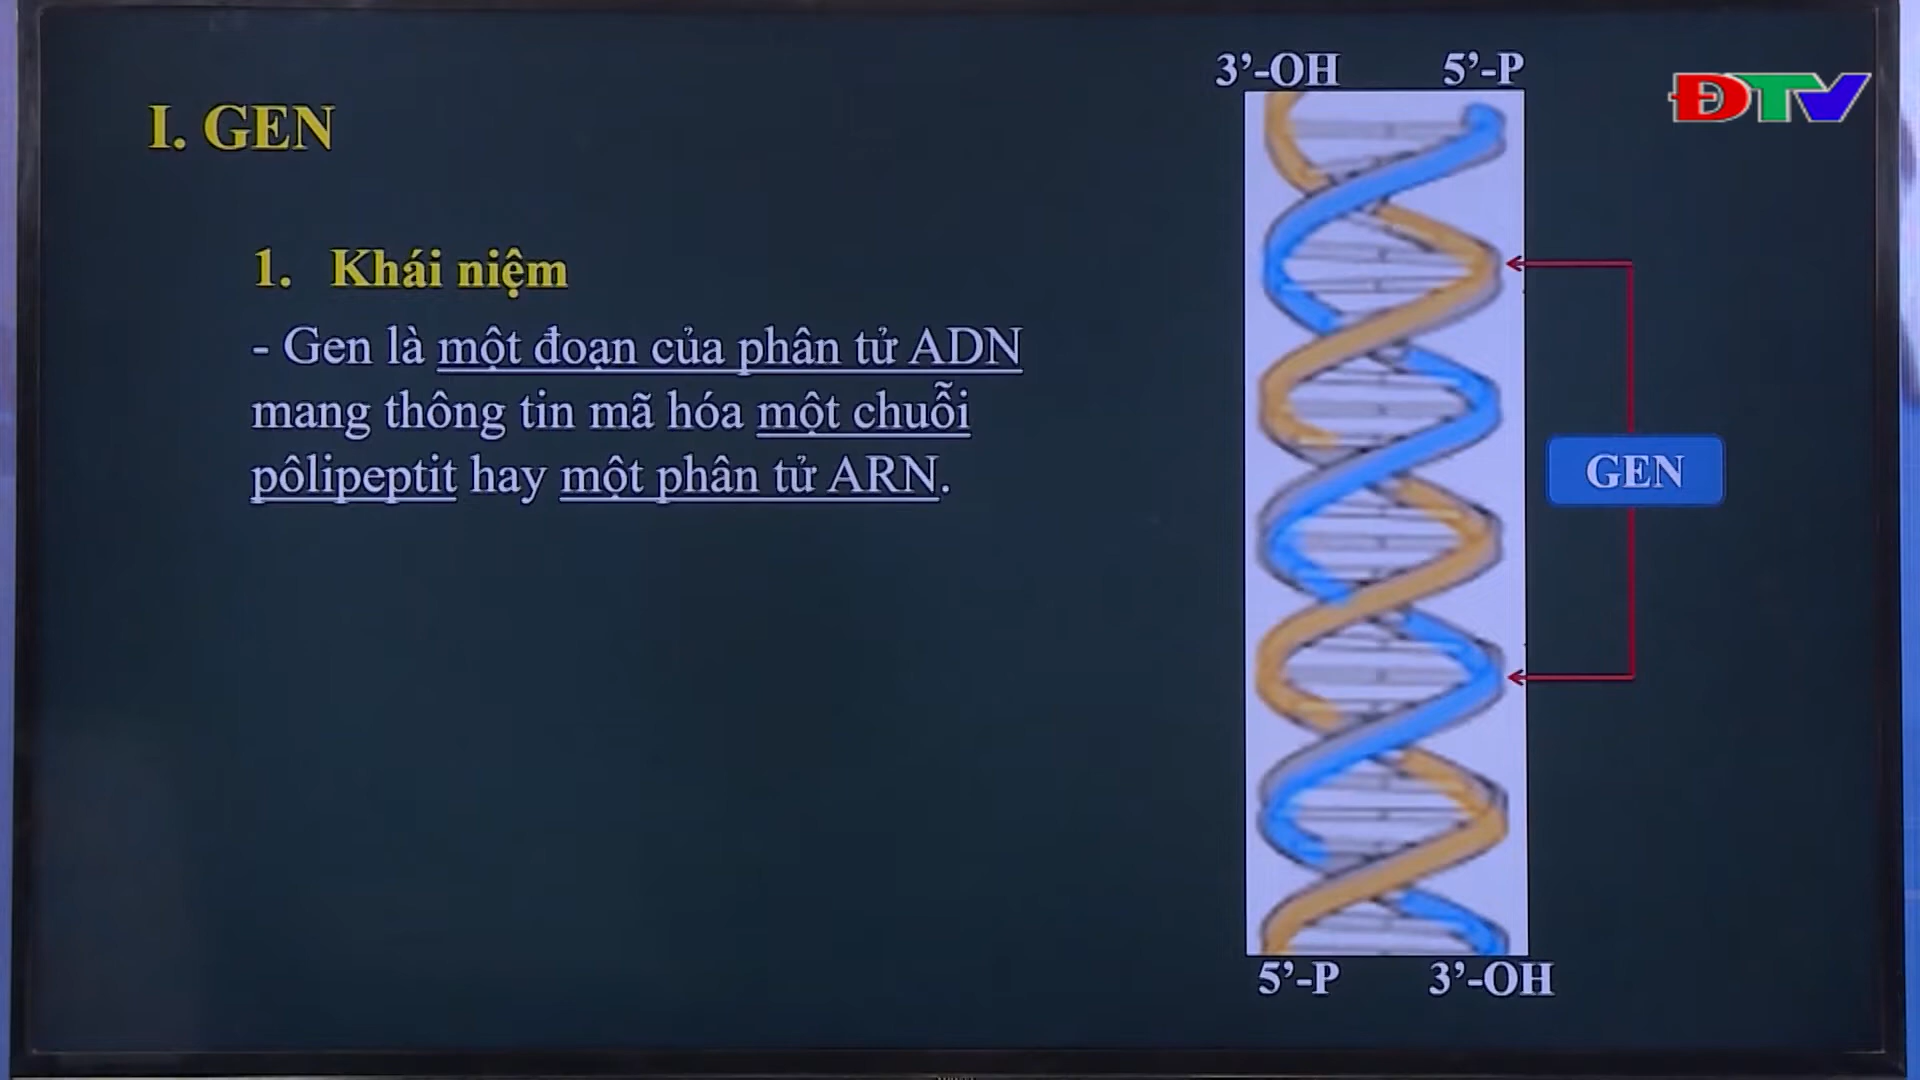 3’-OH 5’-P
ĐTV
I. GEN
1. Khái niệm
- Gen là một đoạn của phân tử ADN
mang thông tin mã hóa một chuỗi
pôlipeptit hay một phân tử ARN.
GEN
5’-P 3’-OH